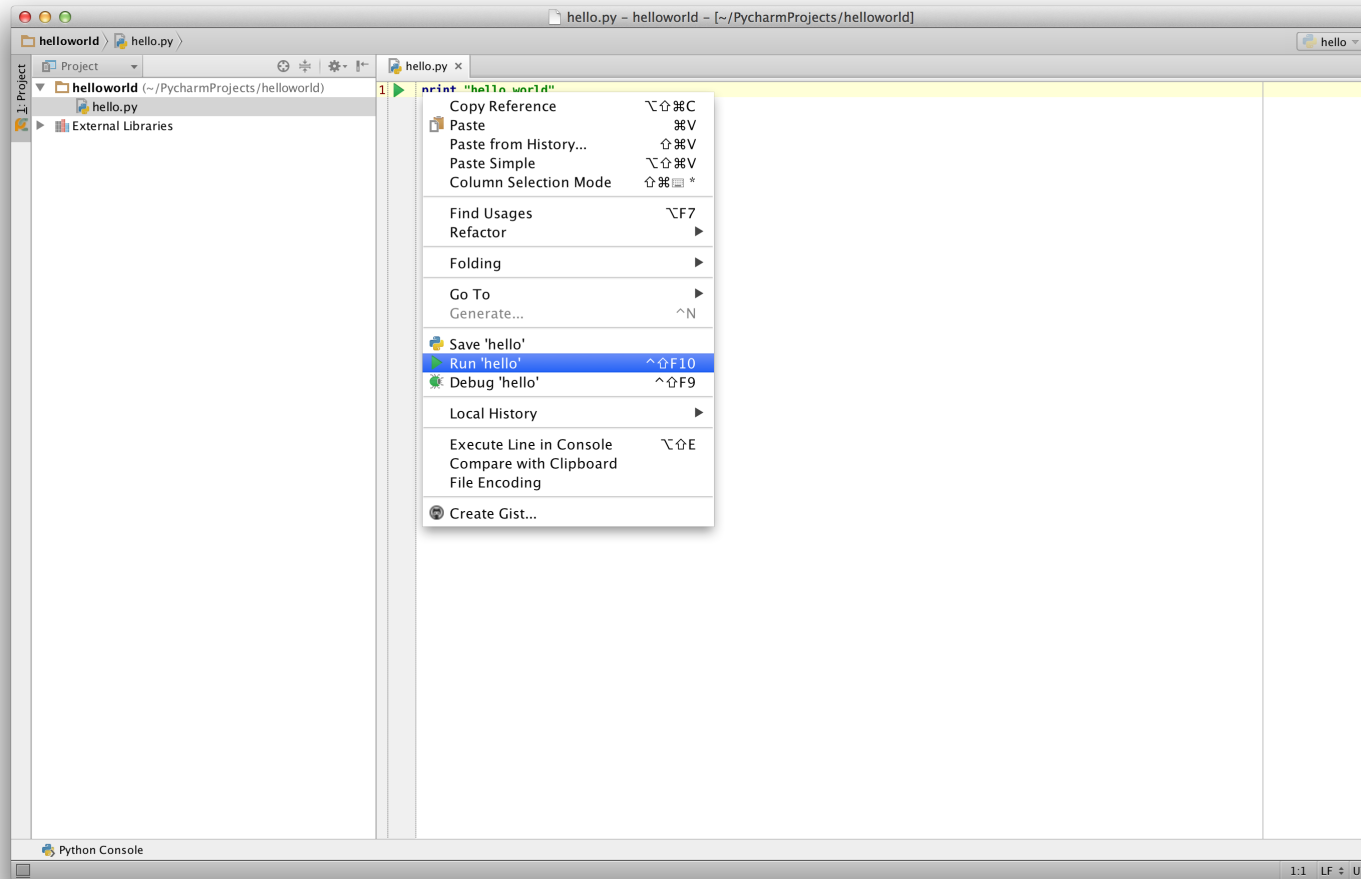 hello.py – helloworld – [~/PycharmProjects/helloworld]
helloworld hello.py hello
1: Project
Project
hello.py
helloworld (~/PycharmProjects/helloworld)
hello.py
External Libraries
1 print "hello world"
Copy Reference ⌥⇧⌘C
Paste ⌘V
Paste from History... ⇧⌘V
Paste Simple ⌥⇧⌘V
Column Selection Mode ⇧⌘⌨ *
Find Usages ⌥F7
Refactor
Folding
Go To
Generate... ^N
Save 'hello'
Run 'hello' ^⇧F10
Debug 'hello' ^⇧F9
Local History
Execute Line in Console ⌥⇧E
Compare with Clipboard
File Encoding
Create Gist...
Python Console
1:1 LF